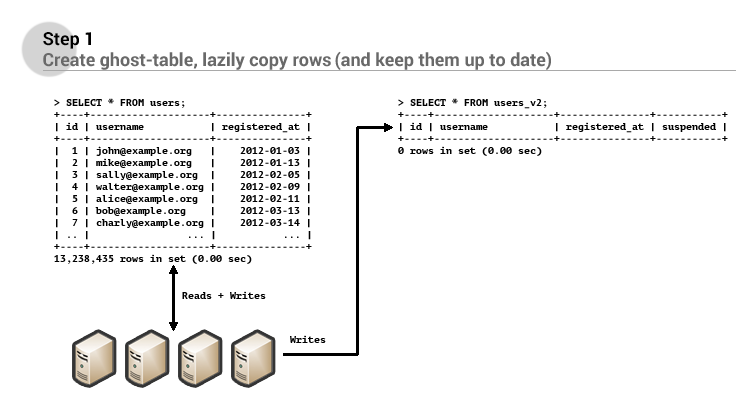 Step 1
Create ghost-table, lazily copy rows (and keep them up to date)
> SELECT * FROM users;
+----+--------------------+---------------+
| id | username           | registered_at |
+----+--------------------+---------------+
|  1 | john@example.org   |    2012-01-03 |
|  2 | mike@example.org   |    2012-01-13 |
|  3 | sally@example.org  |    2012-02-05 |
|  4 | walter@example.org |    2012-02-09 |
|  5 | alice@example.org  |    2012-02-11 |
|  6 | bob@example.org    |    2012-03-13 |
|  7 | charly@example.org |    2012-03-14 |
| .. |                ... |           ... |
+----+--------------------+---------------+
13,238,435 rows in set (0.00 sec)
> SELECT * FROM users_v2;
+----+--------------------+---------------+-----------+
| id | username           | registered_at | suspended |
+----+--------------------+---------------+-----------+
0 rows in set (0.00 sec)
Reads + Writes
Writes